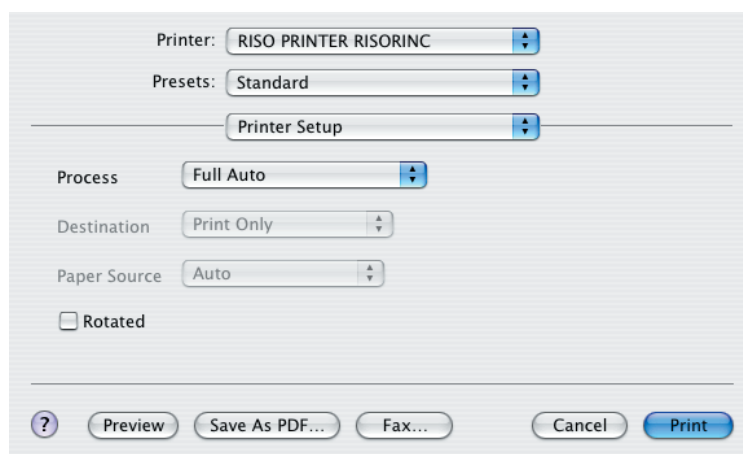 Printer: RISO PRINTER RISORINC
Presets: Standard
Printer Setup
Process Full Auto
Destination Print Only
Paper Source Auto
Rotated
? Preview Save As PDF... Fax... Cancel Print